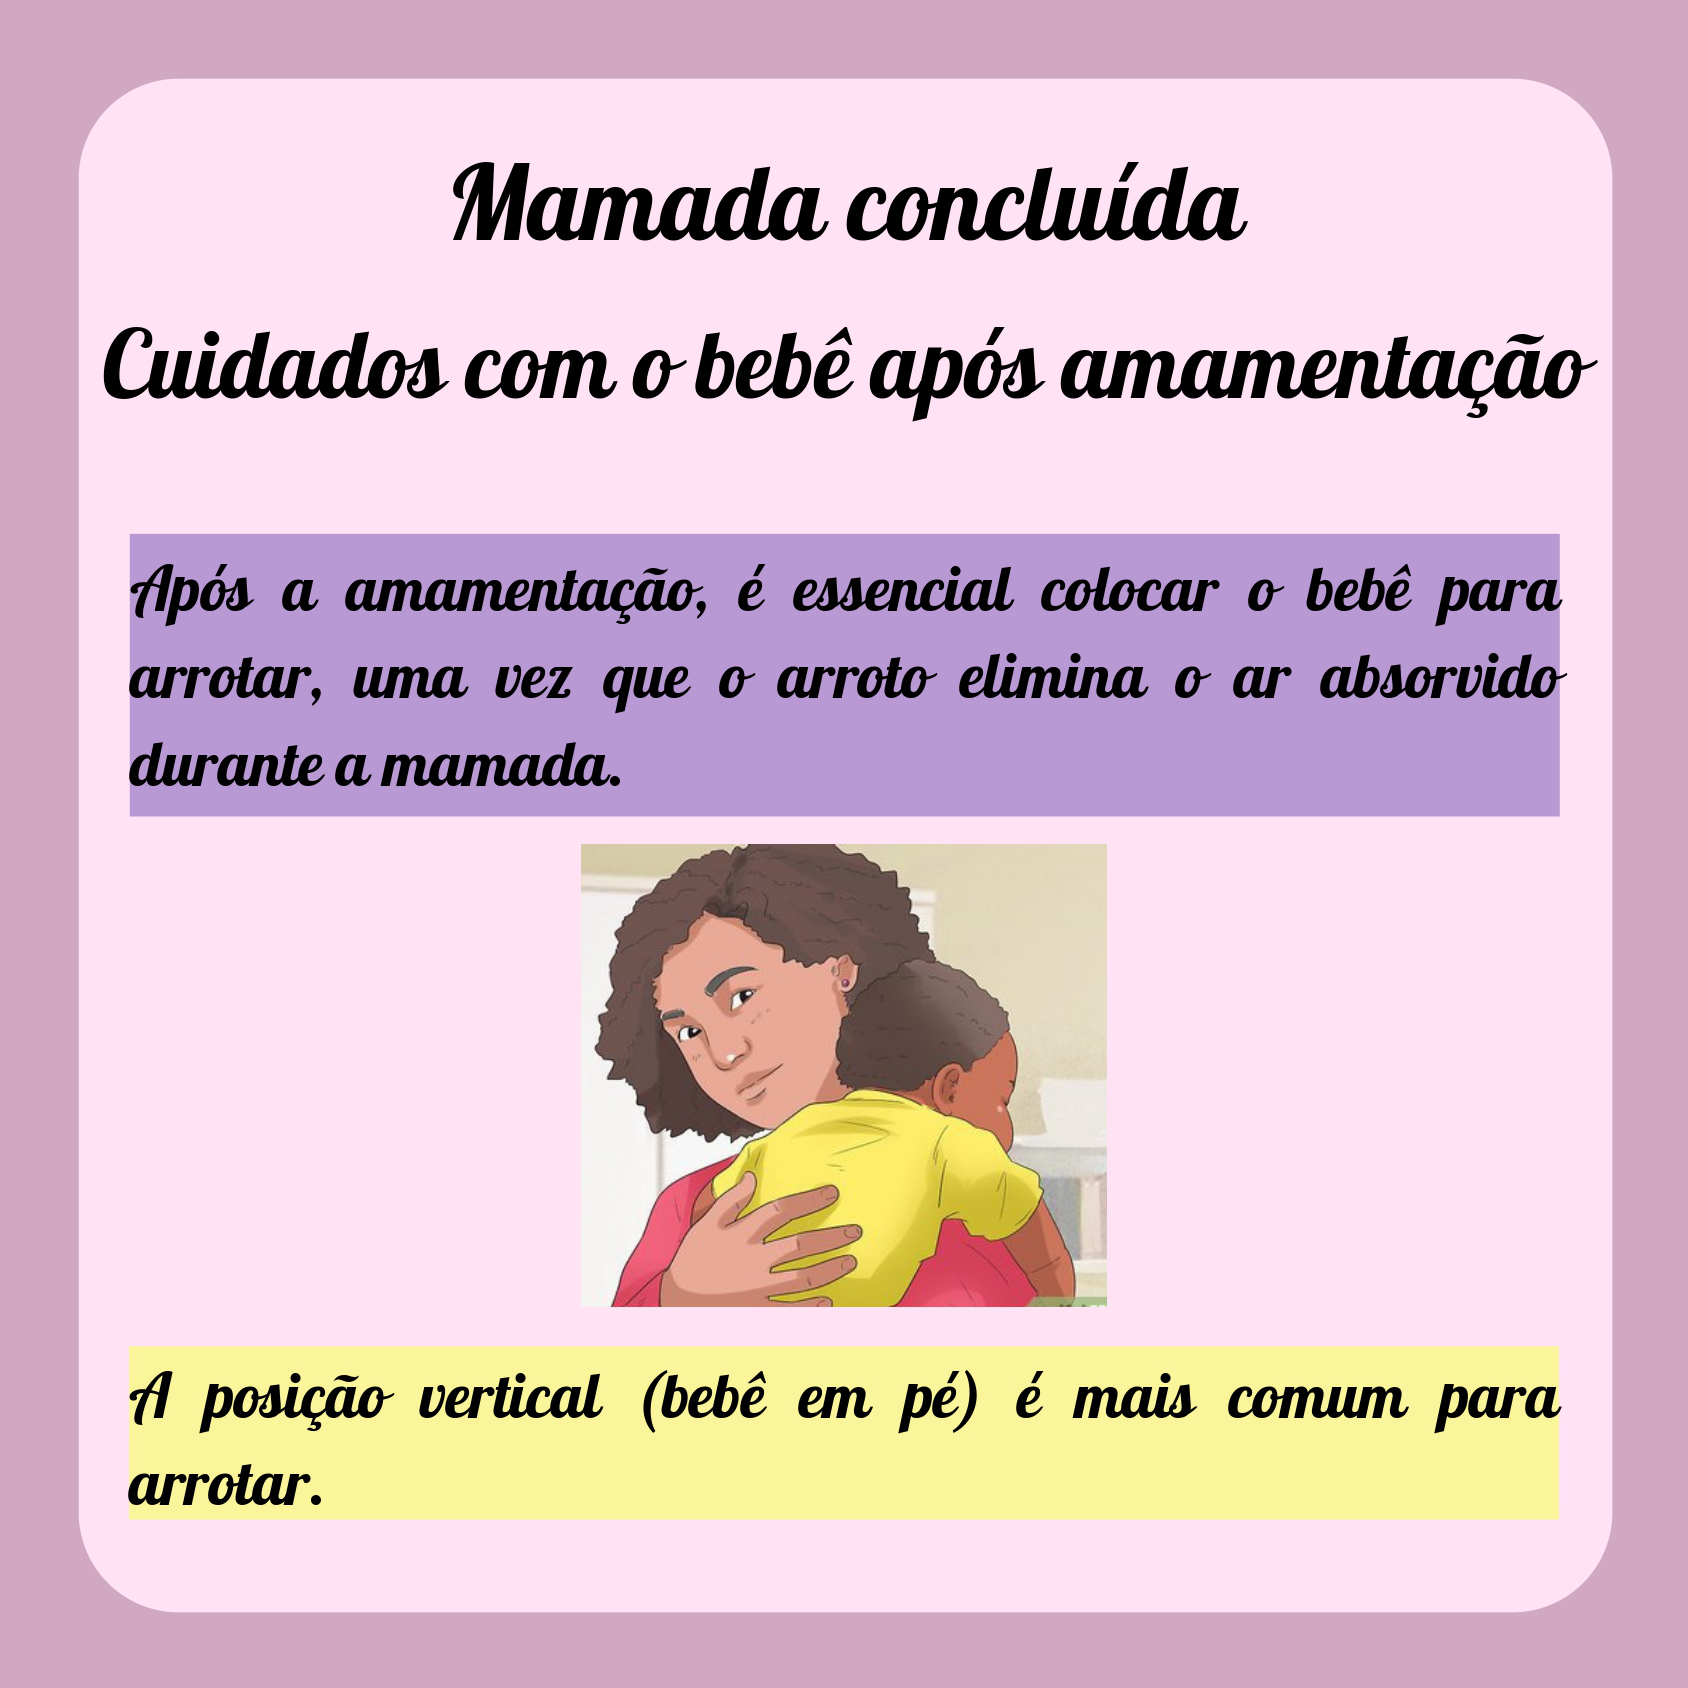 Mamada concluída
Cuidados com o bebê após amamentação
Após a amamentação, é essencial colocar o bebê para
arrotar, uma vez que o arroto elimina o ar absorvido
durante a mamada.
A posição vertical (bebê em pé) é mais comum para
arrotar.